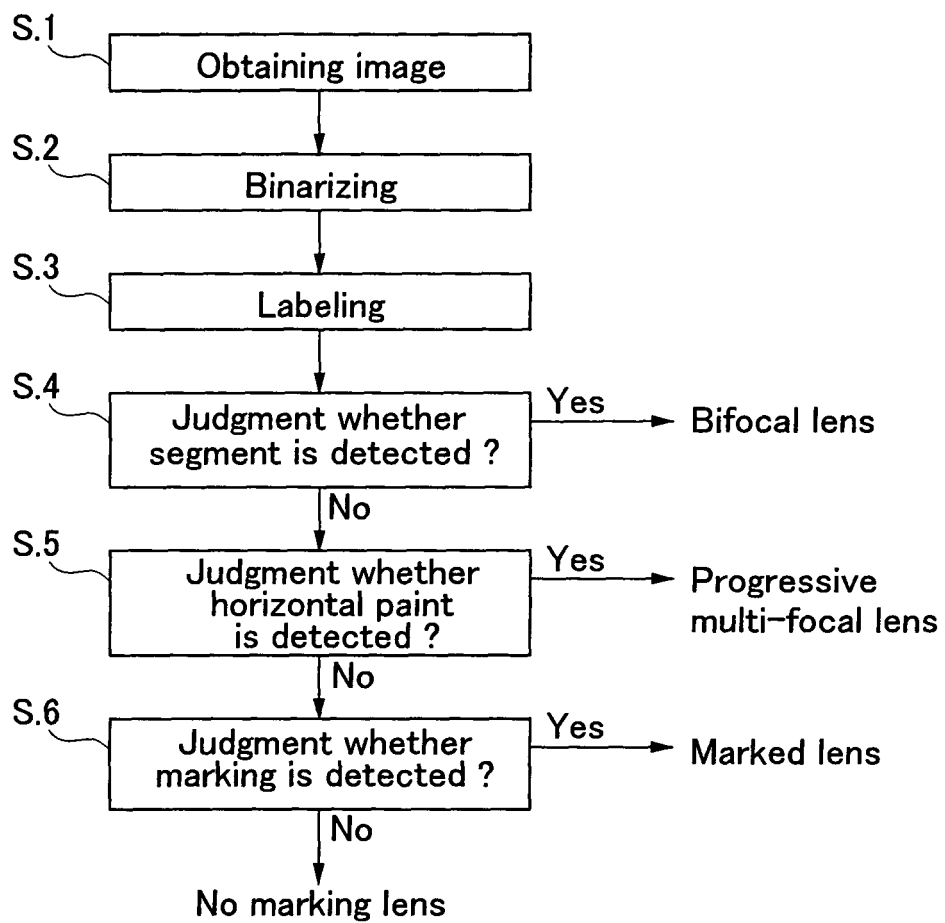 S.1
Obtaining image
S.2
Binarizing
S.3
Labeling
S.4
Judgment whether
segment is detected ?
Yes
Bifocal lens
No
S.5
Judgment whether
horizontal paint
is detected ?
Yes
Progressive
multi-focal lens
No
S.6
Judgment whether
marking is detected ?
Yes
Marked lens
No
No marking lens